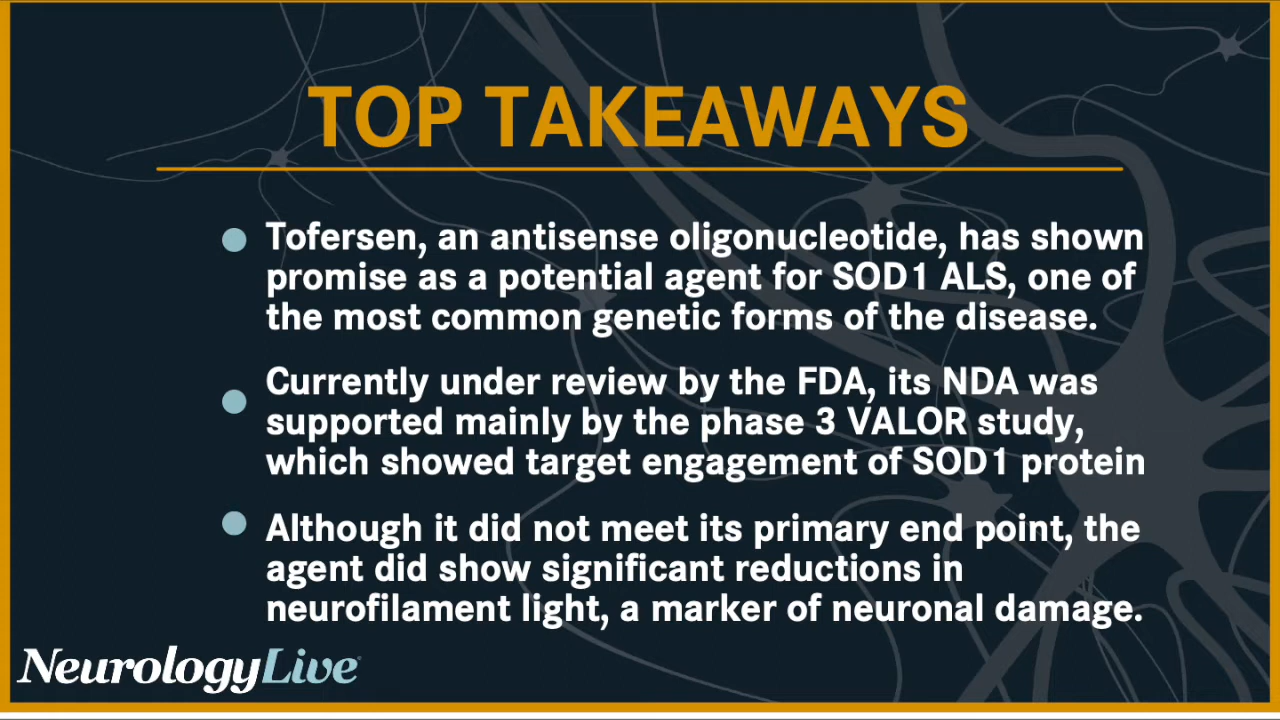 TOP TAKEAWAYS
Tofersen, an antisense oligonucleotide, has shown
promise as a potential agent for SOD1 ALS, one of
the most common genetic forms of the disease.
Currently under review by the FDA, its NDA was
supported mainly by the phase 3 VALOR study,
which showed target engagement of SOD1 protein
Although it did not meet its primary end point, the
agent did show significant reductions in
neurofilament light, a marker of neuronal damage.
NeurologyLive